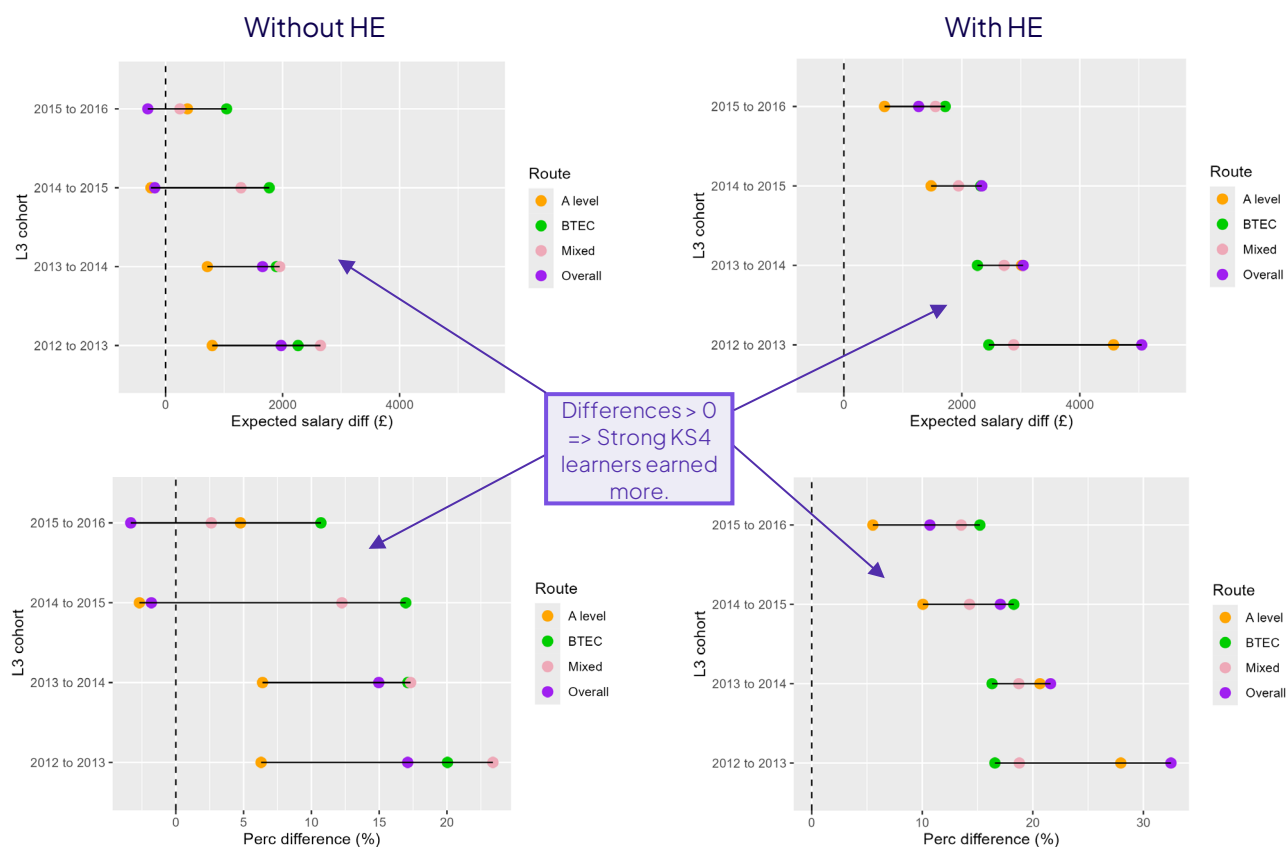 Without HE
With HE
2015 to 2016
2014 to 2015
2013 to 2014
2012 to 2013
L3 cohort
0
2000
4000
Expected salary diff (£)
Route
A level
BTEC
Mixed
Overall
2015 to 2016
2014 to 2015
2013 to 2014
2012 to 2013
L3 cohort
0
2000
4000
Expected salary diff (£)
Route
A level
BTEC
Mixed
Overall
Differences > 0
=> Strong KS4
learners earned
more.
2015 to 2016
2014 to 2015
2013 to 2014
2012 to 2013
L3 cohort
0
5
10
15
20
Perc difference (%)
Route
A level
BTEC
Mixed
Overall
2015 to 2016
2014 to 2015
2013 to 2014
2012 to 2013
L3 cohort
0
10
20
30
Perc difference (%)
Route
A level
BTEC
Mixed
Overall